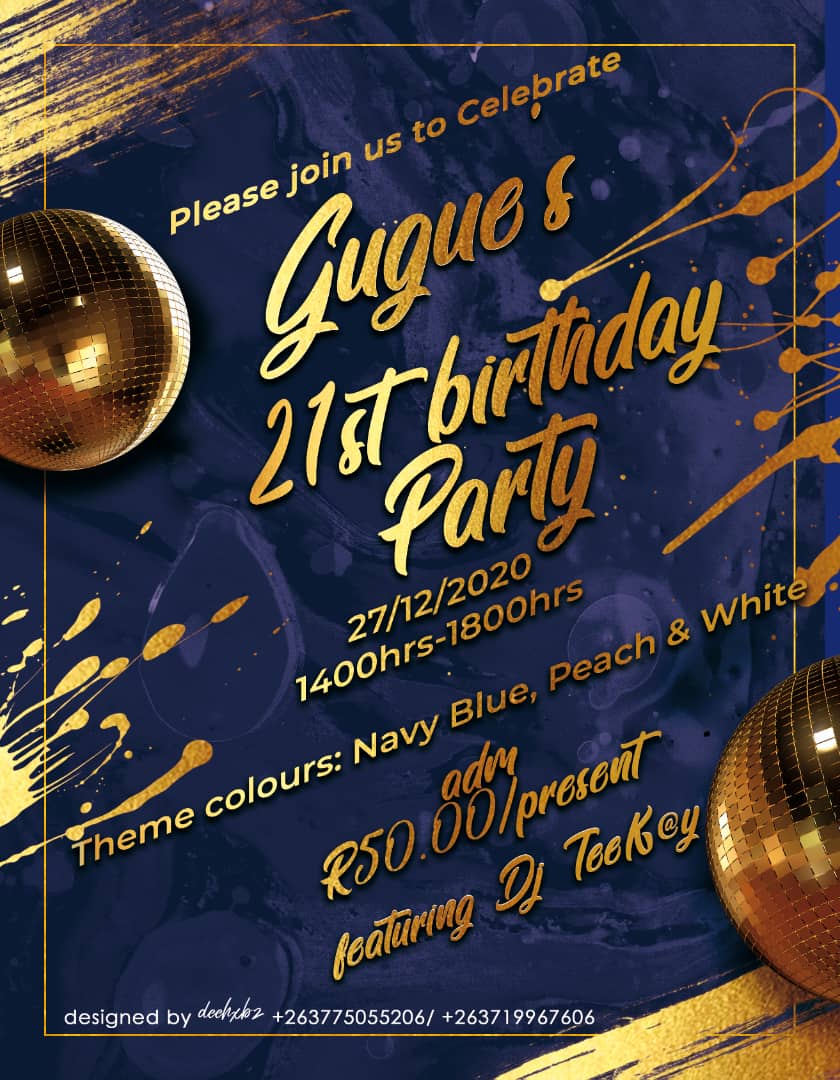 Please join us to Celebrate
Gugue's
21st birthday
Party
27/12/2020
1400hrs-1800hrs
Theme colours: Navy Blue, Peach & White
adm
R50.00/present
featuring Dj TeeK@y
designed by deehxbz +263775055206/ +263719967606